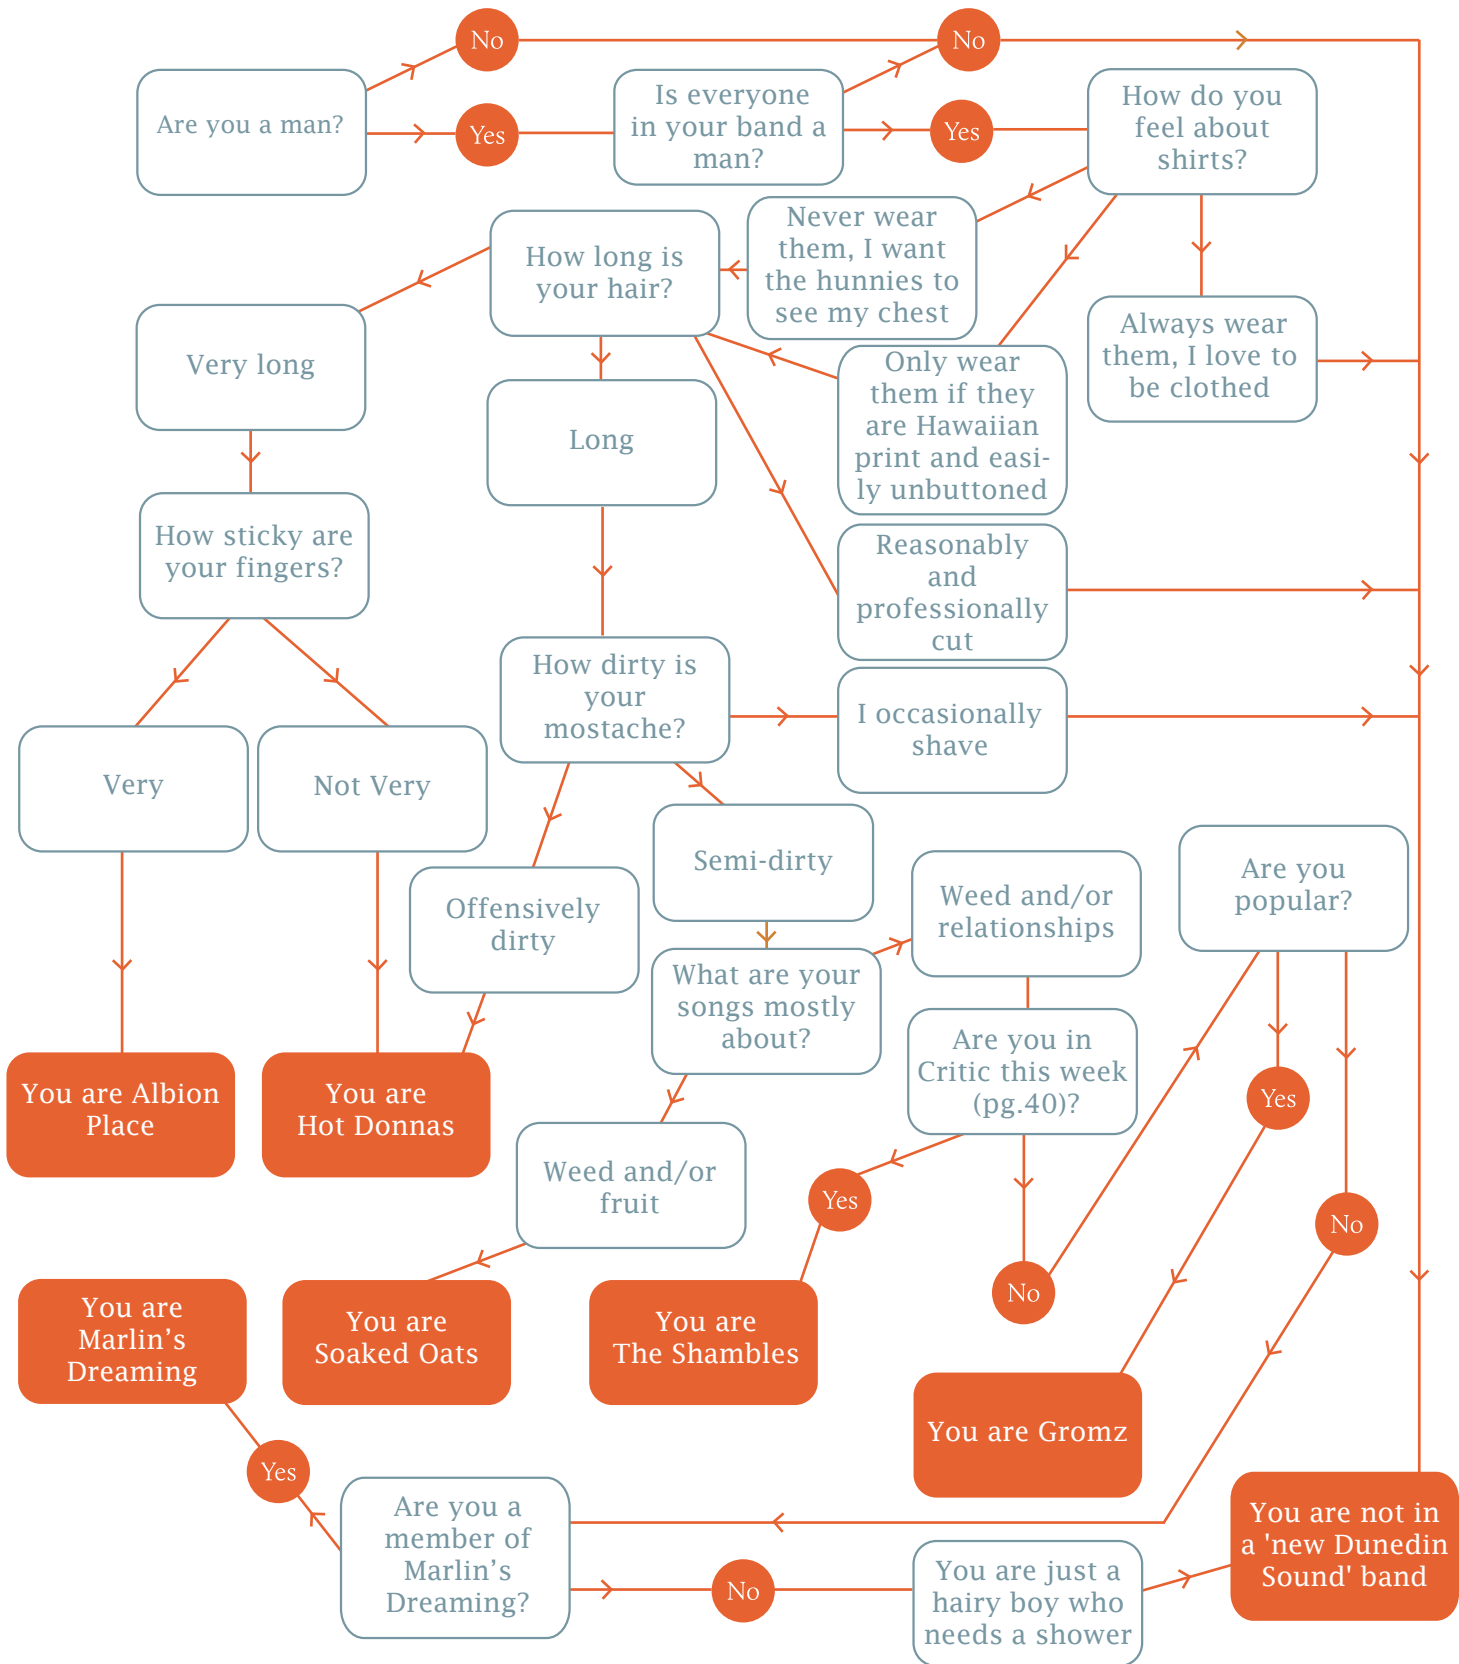 No
No
Are you a man?
Yes
Is everyone
in your band a
man?
Yes
How do you
feel about
shirts?
How long is
your hair?
Never wear
them, I want
the hunnies to
see my chest
Always wear
them, I love to
be clothed
Very long
Long
Only wear
them if they
are Hawaiian
print and easi-
ly unbuttoned
How sticky are
your fingers?
Reasonably
and
professionally
cut
How dirty is
your
mostache?
I occasionally
shave
Very
Not Very
Semi-dirty
Offensively
dirty
Weed and/or
relationships
Are you
popular?
What are your
songs mostly
about?
Are you in
Critic this week
(pg.40)?
You are Albion
Place
You are
Hot Donnas
Yes
Weed and/or
fruit
Yes
No
No
You are
Marlin’s
Dreaming
You are
Soaked Oats
You are
The Shambles
You are Gromz
Yes
Are you a
member of
Marlin’s
Dreaming?
No
You are just a
hairy boy who
needs a shower
You are not in
a 'new Dunedin
Sound' band